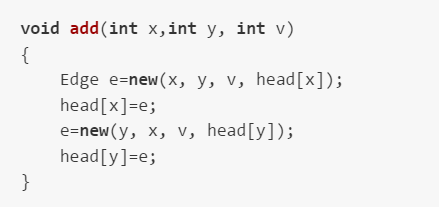 void add(int x,int y, int v)
{
    Edge e=new(x, y, v, head[x]);
    head[x]=e;
    e=new(y, x, v, head[y]);
    head[y]=e;
}